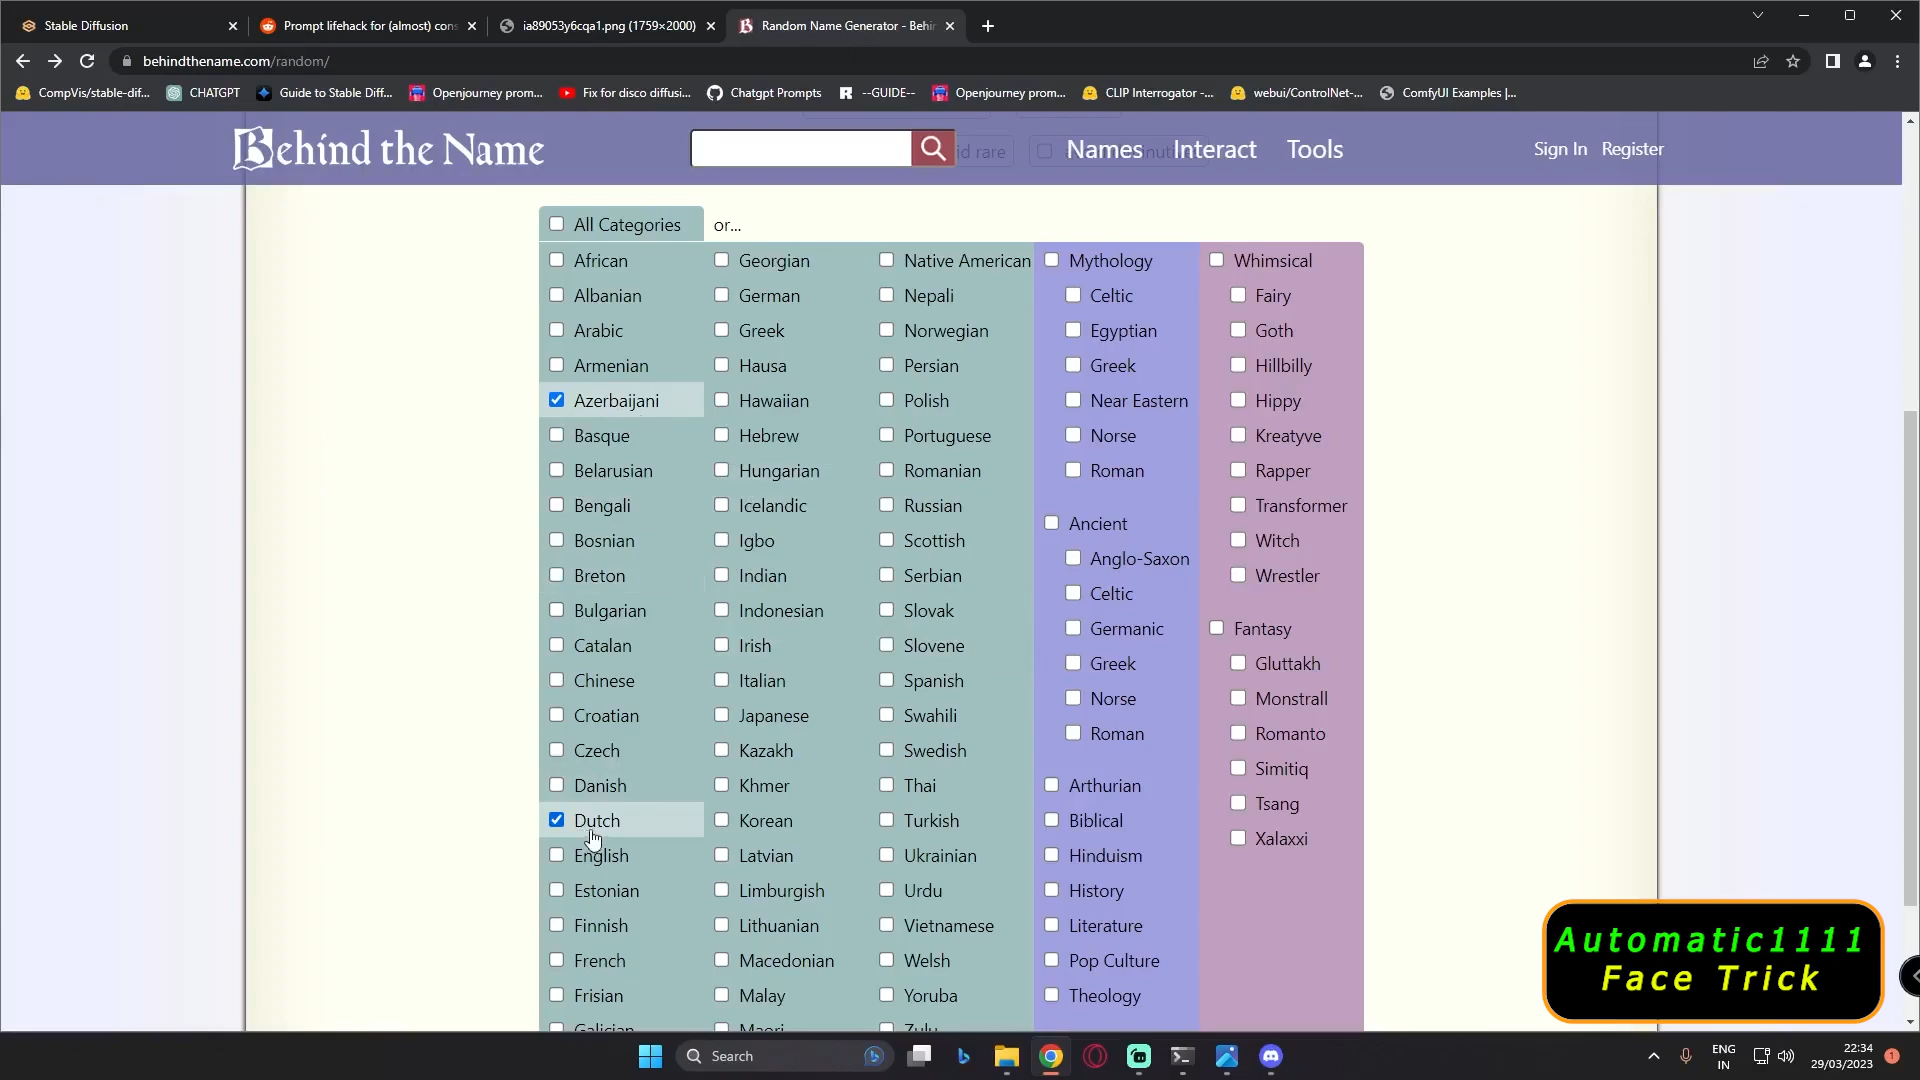 Stable Diffusion
Prompt lifehack for (almost) cons
ia89053y6cqa1.png (1759×2000)
Random Name Generator - Behin
behindthename.com/random/
CompVis/stable-dif...
CHATGPT
Guide to Stable Diff...
Openjourney prom...
Fix for disco diffusi...
Chatgpt Prompts
--GUIDE--
Openjourney prom...
CLIP Interrogator -...
webui/ControlNet-...
ComfyUI Examples |...
Behind the Name
Names
Interact
Tools
Sign In
Register
All Categories
or...
African
Albanian
Arabic
Armenian
Azerbaijani
Basque
Belarusian
Bengali
Bosnian
Breton
Bulgarian
Catalan
Chinese
Croatian
Czech
Danish
Dutch
English
Estonian
Finnish
French
Frisian
Galician
Georgian
German
Greek
Hausa
Hawaiian
Hebrew
Hungarian
Icelandic
Igbo
Indian
Indonesian
Irish
Italian
Japanese
Kazakh
Khmer
Korean
Latvian
Limburgish
Lithuanian
Macedonian
Malay
Maori
Native American
Nepali
Norwegian
Persian
Polish
Portuguese
Romanian
Russian
Scottish
Serbian
Slovak
Slovene
Spanish
Swahili
Swedish
Thai
Turkish
Ukrainian
Urdu
Vietnamese
Welsh
Yoruba
Zulu
Mythology
Celtic
Egyptian
Greek
Near Eastern
Norse
Roman
Ancient
Anglo-Saxon
Celtic
Germanic
Greek
Norse
Roman
Arthurian
Biblical
Hinduism
History
Literature
Pop Culture
Theology
Whimsical
Fairy
Goth
Hillbilly
Hippy
Kreatyve
Rapper
Transformer
Witch
Wrestler
Fantasy
Gluttakh
Monstrall
Romanto
Simitiq
Tsang
Xalaxxi
Automatic1111
Face Trick
Search
ENG
IN
22:34
29/03/2023
1